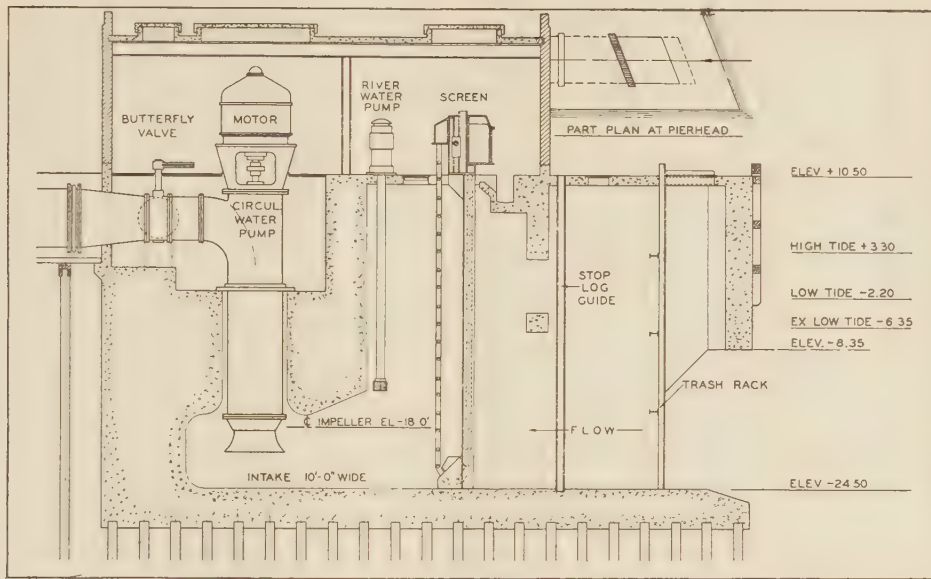 BUTTERFLY
VALVE
MOTOR
RIVER
WATER
PUMP
SCREEN
PART PLAN AT PIERHEAD
CIRCUL
WATER
PUMP
STOP
LOG
GUIDE
ELEV +10.50
HIGH TIDE +3.30
LOW TIDE -2.20
EX LOW TIDE -6.35
ELEV. -8.35
TRASH RACK
℄ IMPELLER EL-18.0'
FLOW
INTAKE 10'-0" WIDE
ELEV -24.50